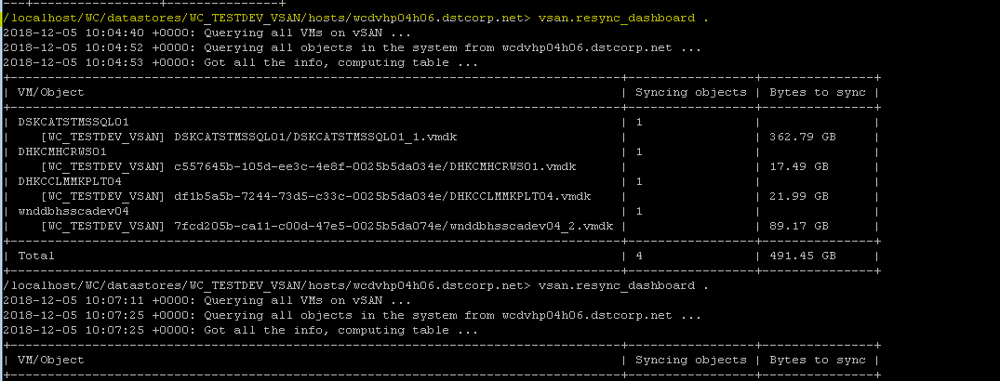 /localhost/WC/datastores/WC_TESTDEV_VSAN/hosts/wcdvhp04h06.dstcorp.net> vsan.resync_dashboard .
2018-12-05 10:04:40 +0000: Querying all VMs on vSAN ...
2018-12-05 10:04:52 +0000: Querying all objects in the system from wcdvhp04h06.dstcorp.net ...
2018-12-05 10:04:53 +0000: Got all the info, computing table ...
| VM/Object | Syncing objects | Bytes to sync |
| DSKCATSTMSSQL01 | 1 | |
| [WC_TESTDEV_VSAN] DSKCATSTMSSQL01/DSKCATSTMSSQL01_1.vmdk | | 362.79 GB |
| DHKCMHCRWS01 | 1 | |
| [WC_TESTDEV_VSAN] c557645b-105d-ee3c-4e8f-0025b5da034e/DHKCMHCRWS01.vmdk | | 17.49 GB |
| DHKCCLMMKPLT04 | 1 | |
| [WC_TESTDEV_VSAN] df1b5a5b-7244-73d5-c33c-0025b5da034e/DHKCCLMMKPLT04.vmdk | | 21.99 GB |
| wnddbhsscadev04 | 1 | |
| [WC_TESTDEV_VSAN] 7fcd205b-ca11-c00d-47e5-0025b5da074e/wnddbhsscadev04_2.vmdk | | 89.17 GB |
| Total | 4 | 491.45 GB |
/localhost/WC/datastores/WC_TESTDEV_VSAN/hosts/wcdvhp04h06.dstcorp.net> vsan.resync_dashboard .
2018-12-05 10:07:11 +0000: Querying all VMs on vSAN ...
2018-12-05 10:07:25 +0000: Querying all objects in the system from wcdvhp04h06.dstcorp.net ...
2018-12-05 10:07:25 +0000: Got all the info, computing table ...
| VM/Object | Syncing objects | Bytes to sync |